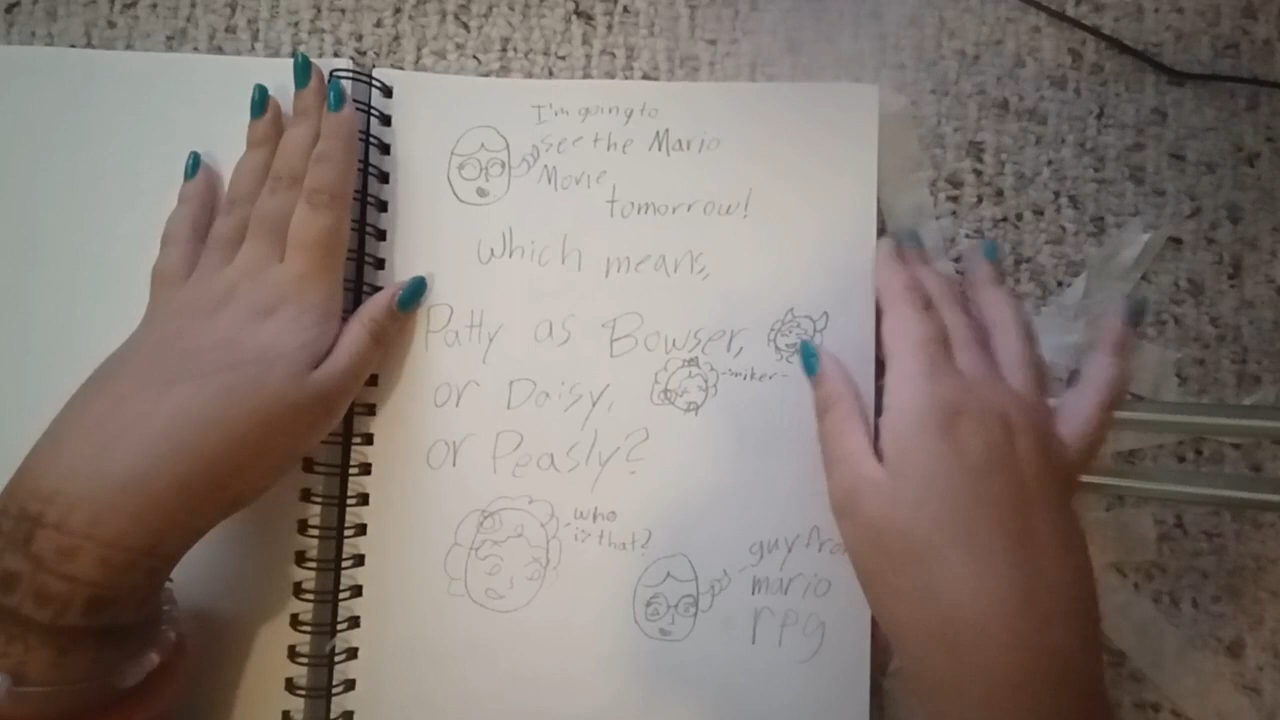 I'm going to
see the Mario
Movie
tomorrow!
Which means,
Patty as Bowser,
or Daisy,
-sniker-
or Peasly?
who
is that?
guy from
mario
rpg